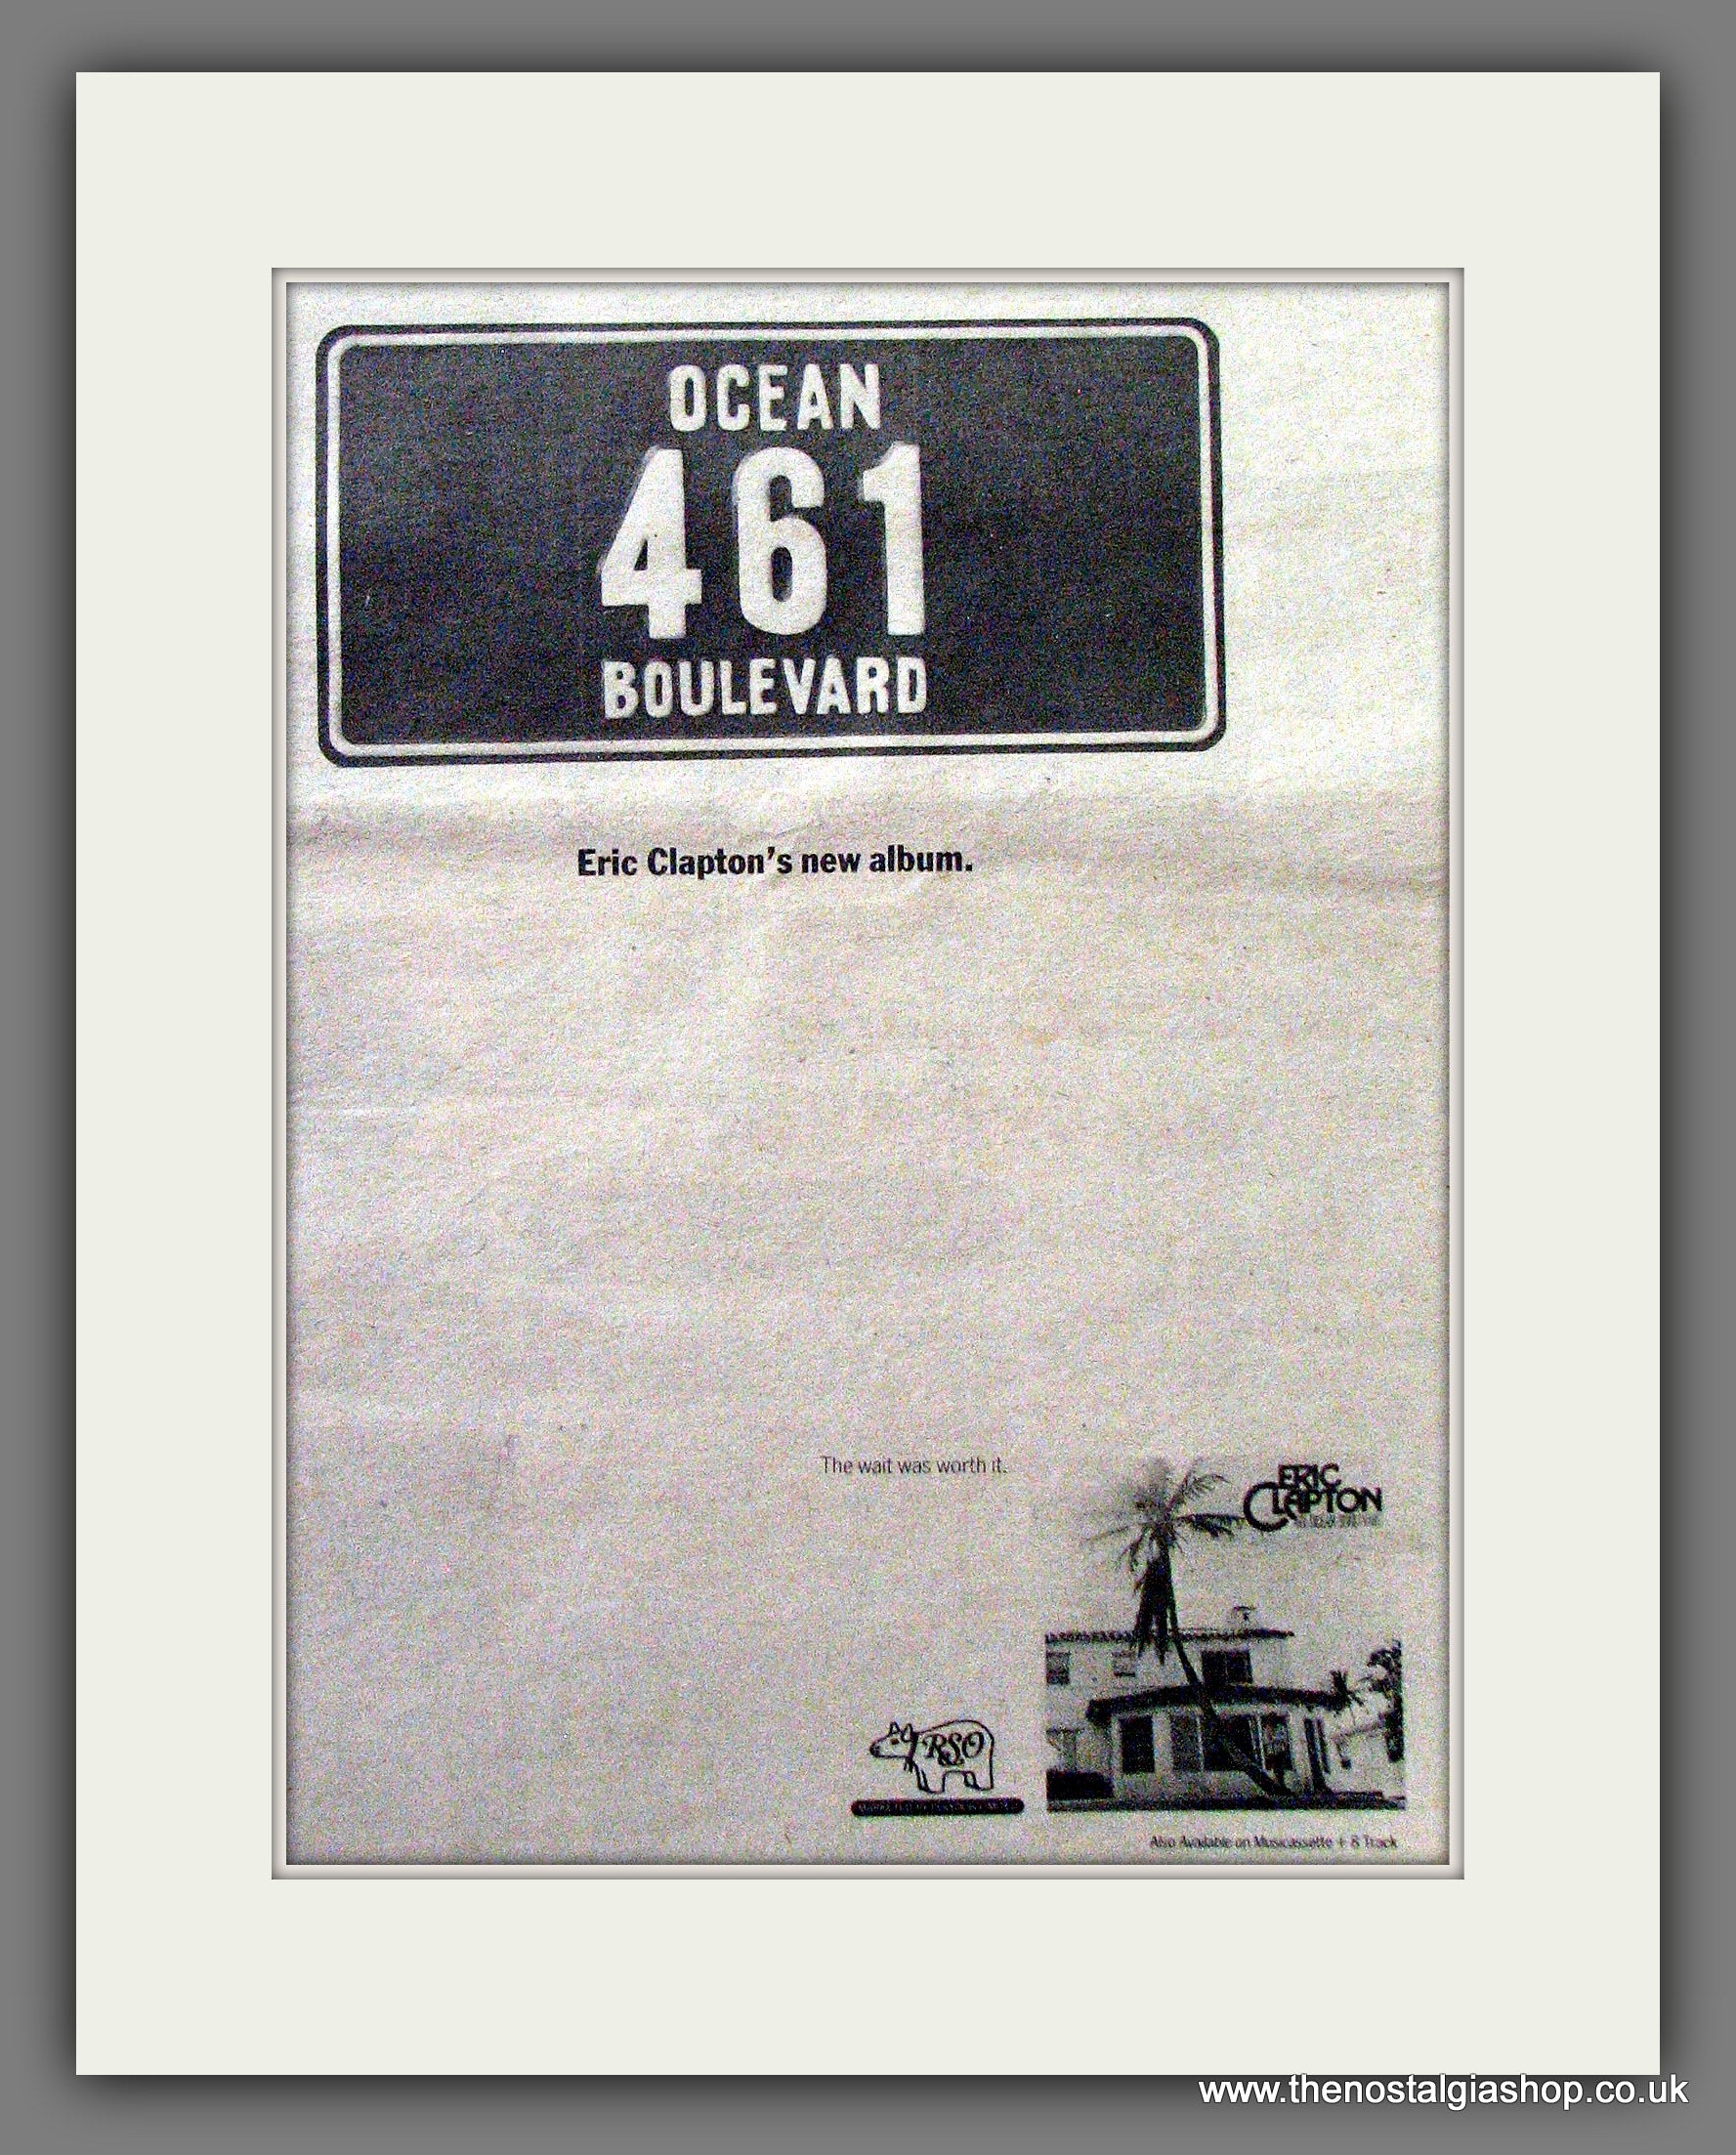 OCEAN
461
BOULEVARD
Eric Clapton's new album.
The wait was worth it.
ERIC
CLAPTON
RSO
Also Available on Musicassette + 8 Track
www.thenostalgiashop.co.uk